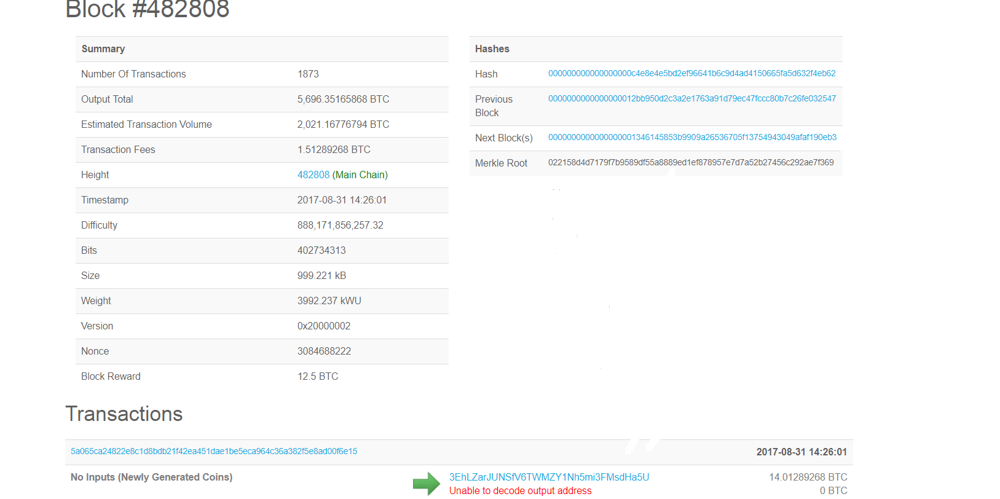 Block #482808
Summary
Number Of Transactions 1873
Output Total 5,696.35165868 BTC
Estimated Transaction Volume 2,021.16776794 BTC
Transaction Fees 1.51289268 BTC
Height 482808 (Main Chain)
Timestamp 2017-08-31 14:26:01
Difficulty 888,171,856,257.32
Bits 402734313
Size 999.221 kB
Weight 3992.237 kWU
Version 0x20000002
Nonce 3084688222
Block Reward 12.5 BTC
Hashes
Hash 000000000000000000c4e8e4e5bd2ef96641b6c9d4ad4150665fa5d632f4eb62
Previous Block 0000000000000000012bb950d2c3a2e1763a91d79ec47fccc80b7c26fe032547
Next Block(s) 0000000000000000001346145853b9909a26536705f13754943049afaf190eb3
Merkle Root 022158d4d7179f7b9589df55a8889ed1ef878957e7d7a52b27456c292ae7f369
Transactions
5a065ca24822e8c1d8bdb21f42ea451dae1be5eca964c36a382f5e8ad00f6e15 2017-08-31 14:26:01
No Inputs (Newly Generated Coins) 3EhLZarJUNSfV6TWMZY1Nh5mi3FMsdHa5U 14.01289268 BTC
Unable to decode output address 0 BTC